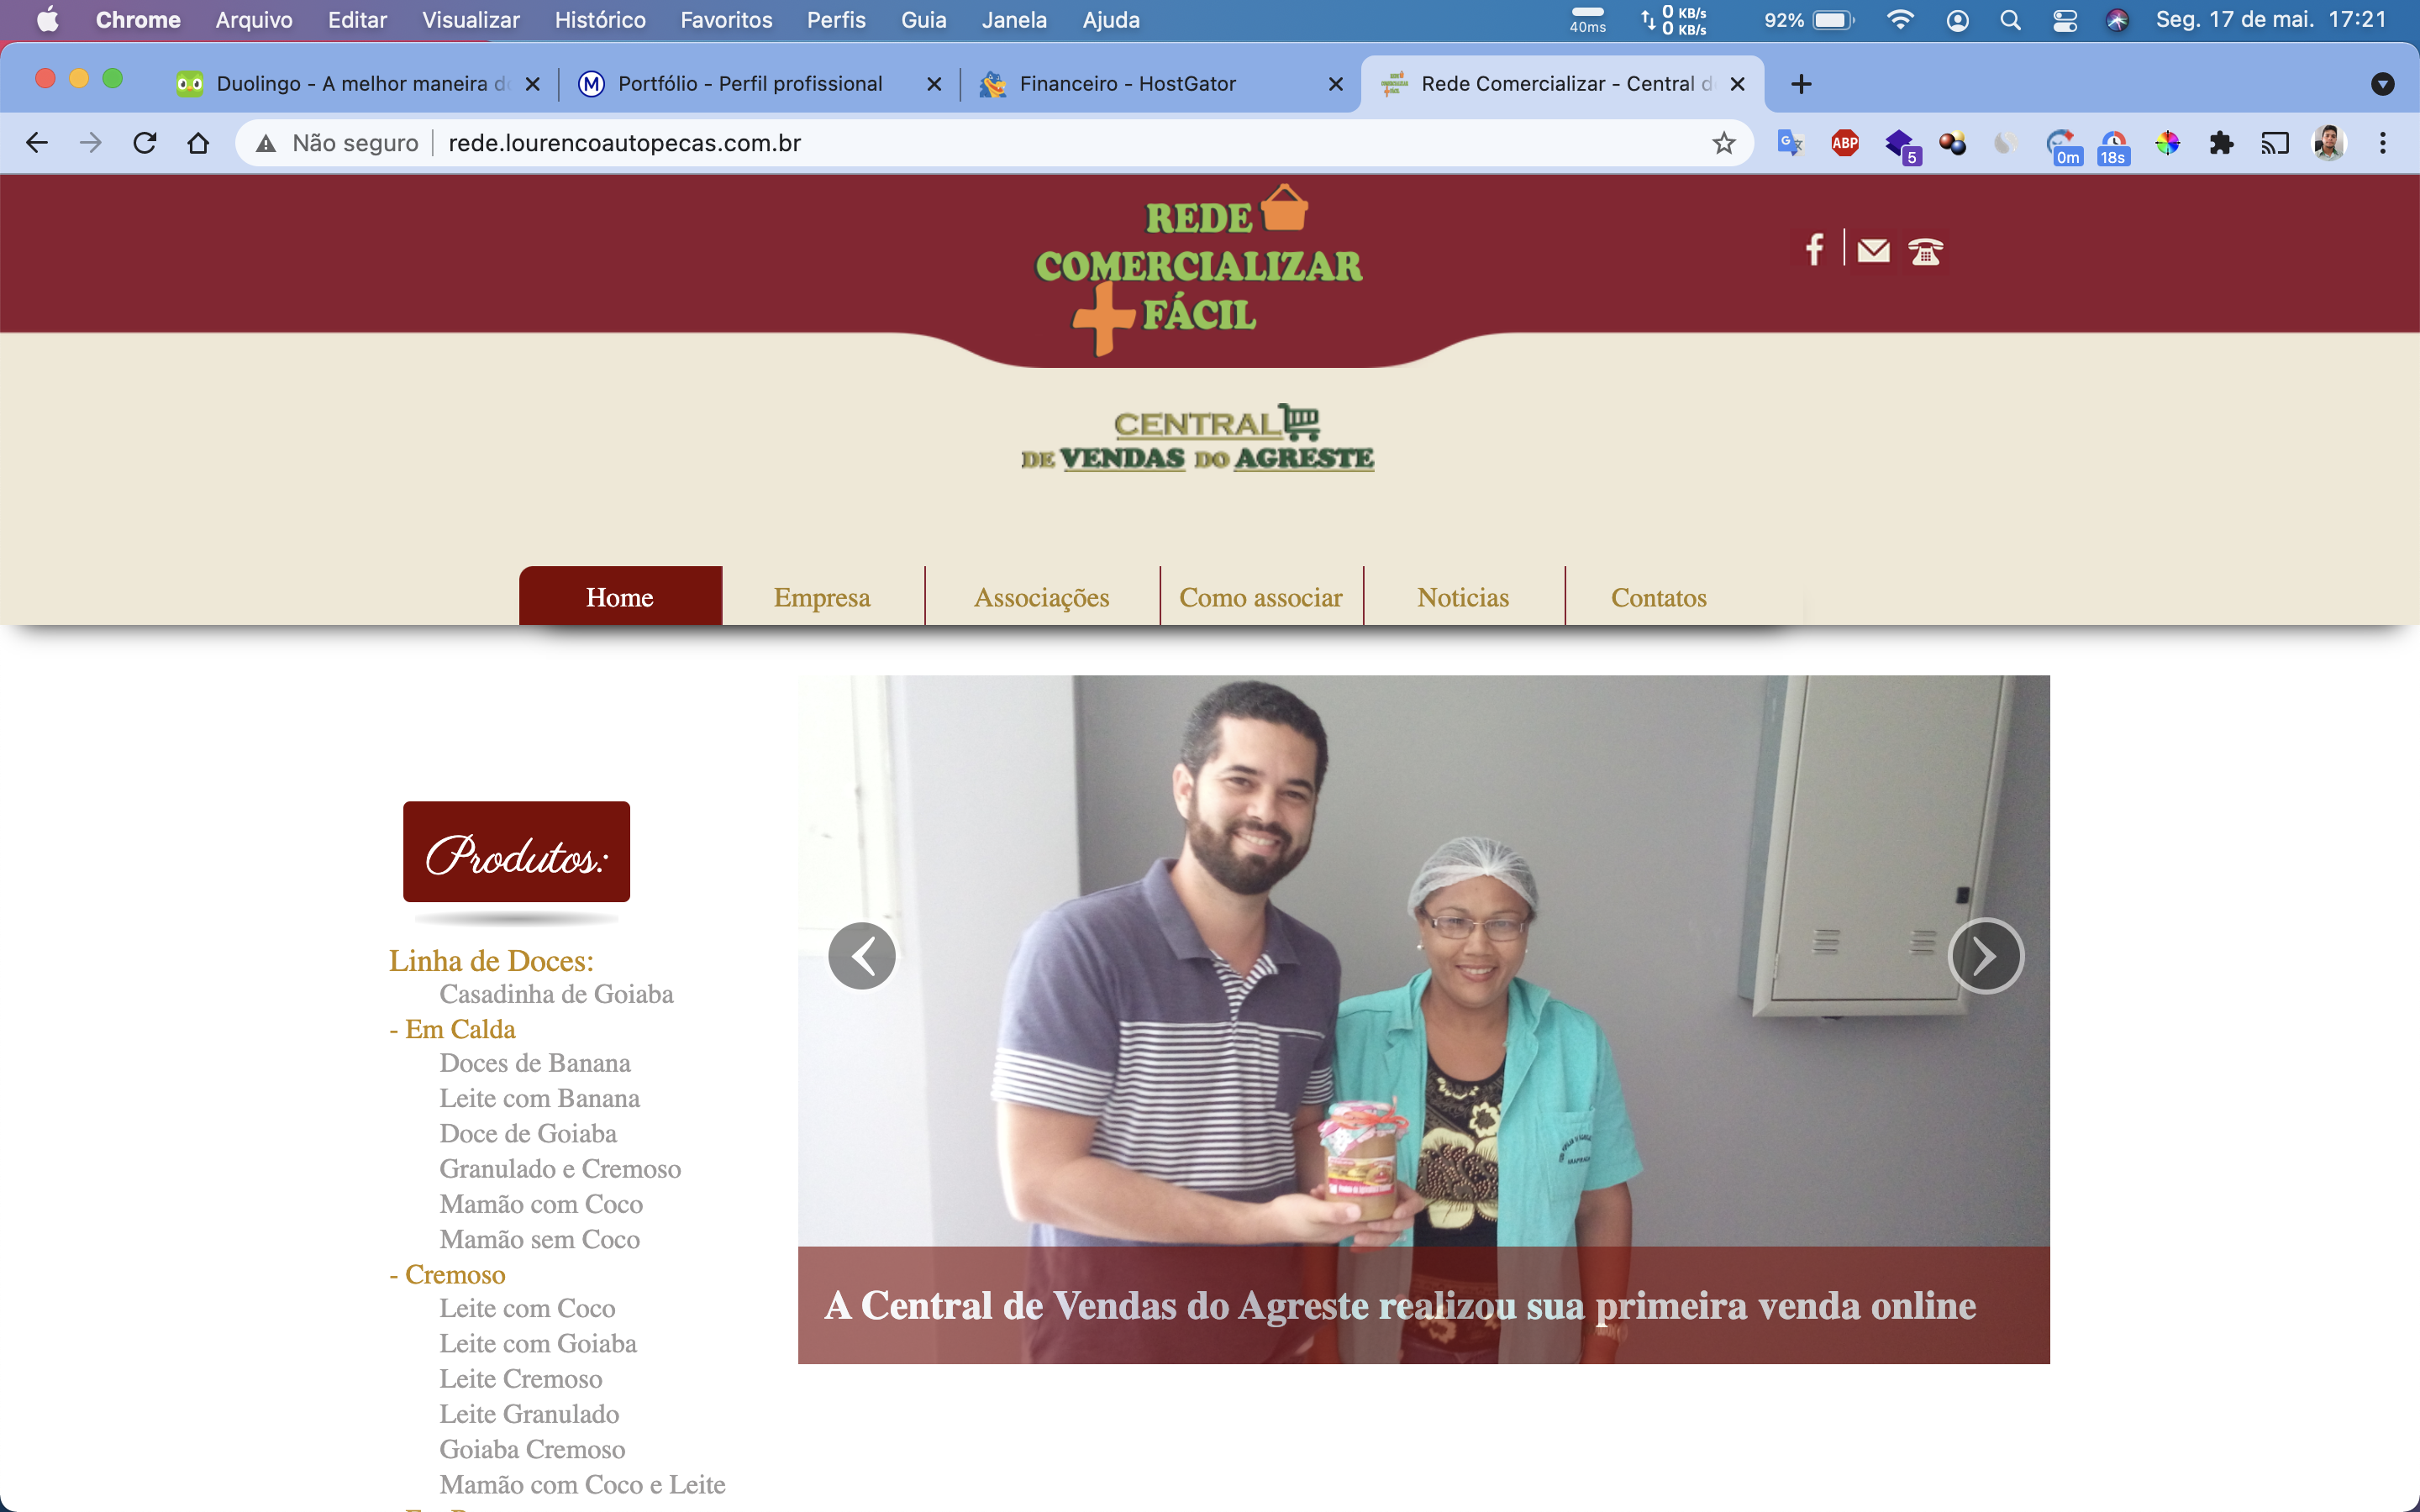 Chrome Arquivo Editar Visualizar Histórico Favoritos Perfis Guia Janela Ajuda 40ms 0 KB/s 0 KB/s 92% Seg. 17 de mai. 17:21
Duolingo - A melhor maneira d Portfólio - Perfil profissional Financeiro - HostGator Rede Comercializar - Central d
Não seguro rede.lourencoautopecas.com.br ABP 5 0m 18s
REDE
COMERCIALIZAR
+ FÁCIL
CENTRAL
DE VENDAS DO AGRESTE
Home Empresa Associações Como associar Noticias Contatos
Produtos:
Linha de Doces:
Casadinha de Goiaba
- Em Calda
Doces de Banana
Leite com Banana
Doce de Goiaba
Granulado e Cremoso
Mamão com Coco
Mamão sem Coco
- Cremoso
Leite com Coco
Leite com Goiaba
Leite Cremoso
Leite Granulado
Goiaba Cremoso
Mamão com Coco e Leite
A Central de Vendas do Agreste realizou sua primeira venda online